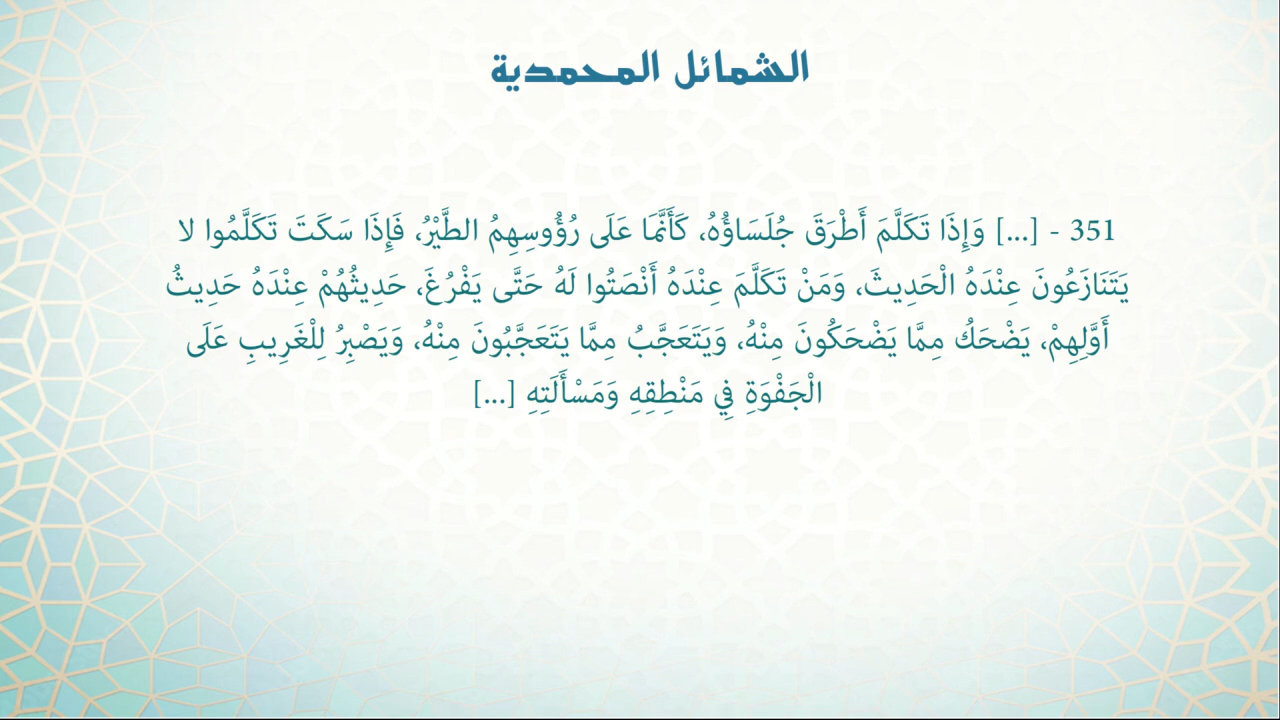 الشمائل المحمدية
351 - [...] وَإِذَا تَكَلَّمَ أَطْرَقَ جُلَسَاؤُهُ، كَأَنَّمَا عَلَى رُؤُوسِهِمُ الطَّيْرُ، فَإِذَا سَكَتَ تَكَلَّمُوا لا
يَتَنَازَعُونَ عِنْدَهُ الْحَدِيثَ، وَمَنْ تَكَلَّمَ عِنْدَهُ أَنْصَتُوا لَهُ حَتَّى يَفْرُغَ، حَدِيثُهُمْ عِنْدَهُ حَدِيثُ
أَوَّلِهِمْ، يَضْحَكُ مِمَّا يَضْحَكُونَ مِنْهُ، وَيَتَعَجَّبُ مِمَّا يَتَعَجَّبُونَ مِنْهُ، وَيَصْبِرُ لِلْغَرِيبِ عَلَى
الْجَفْوَةِ فِي مَنْطِقِهِ وَمَسْأَلَتِهِ [...]